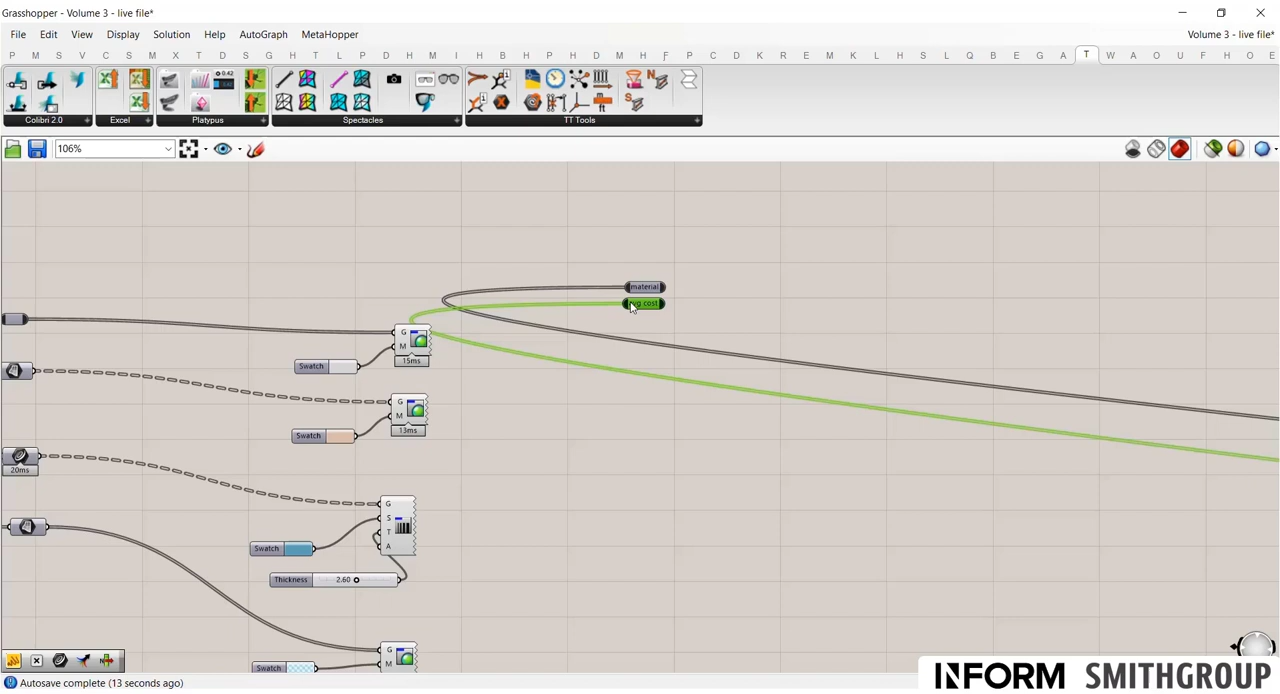 Grasshopper - Volume 3 - live file*
File Edit View Display Solution Help AutoGraph MetaHopper Volume 3 - live file*
P M S V C D M X T C D S I T P D H M I H B H D M H F P D K R E M M H K E D C A R L S L Q B E G A T W A O U F H O E
Colibri 2.0 Excel Platypus Spectacles TT Tools
106%
material
avg cost
G
M
15ms
Swatch
G
M
13ms
Swatch
20ms
G
S
T
A
Swatch
Thickness 2.60
G
M
Swatch
Autosave complete (13 seconds ago)
INFORM SMITHGROUP